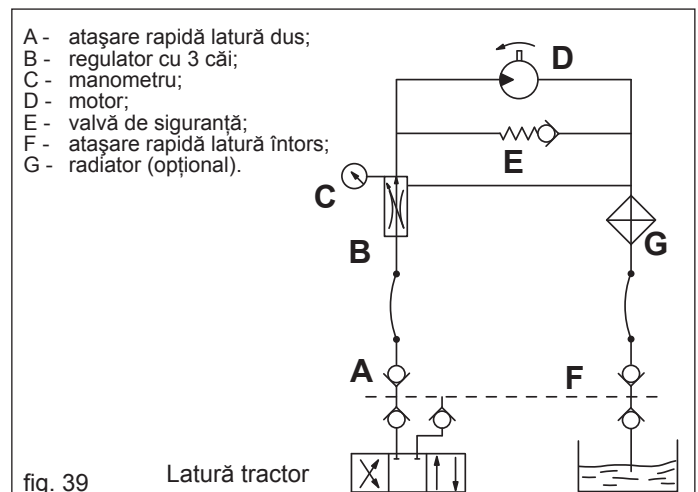 A - ataşare rapidă latură dus;
B - regulator cu 3 căi;
C - manometru;
D - motor;
E - valvă de siguranţă;
F - ataşare rapidă latură întors;
G - radiator (opţional).
D
E
C
B
G
A
F
fig. 39
Latură tractor